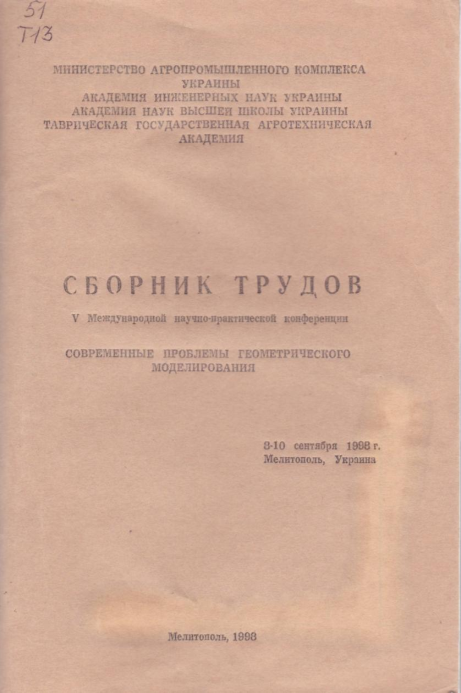 51
Т13
МИНИСТЕРСТВО АГРОПРОМЫШЛЕННОГО КОМПЛЕКСА
УКРАИНЫ
АКАДЕМИЯ ИНЖЕНЕРНЫХ НАУК УКРАИНЫ
АКАДЕМИЯ НАУК ВЫСШЕЙ ШКОЛЫ УКРАИНЫ
ТАВРИЧЕСКАЯ ГОСУДАРСТВЕННАЯ АГРОТЕХНИЧЕСКАЯ
АКАДЕМИЯ
СБОРНИК ТРУДОВ
V Международной научно-практической конференции
СОВРЕМЕННЫЕ ПРОБЛЕМЫ ГЕОМЕТРИЧЕСКОГО
МОДЕЛИРОВАНИЯ
8-10 сентября 1998 г.
Мелитополь, Украина
Мелитополь, 1998